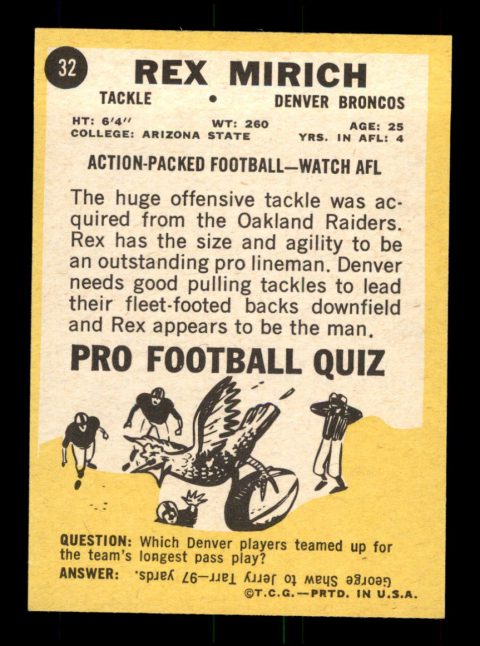 32
REX MIRICH
TACKLE • DENVER BRONCOS
HT: 6'4" WT: 260 AGE: 25
COLLEGE: ARIZONA STATE YRS. IN AFL: 4
ACTION-PACKED FOOTBALL—WATCH AFL
The huge offensive tackle was ac-
quired from the Oakland Raiders.
Rex has the size and agility to be
an outstanding pro lineman. Denver
needs good pulling tackles to lead
their fleet-footed backs downfield
and Rex appears to be the man.
PRO FOOTBALL QUIZ
QUESTION: Which Denver players teamed up for
the team's longest pass play?
ANSWER: George Shaw to Jerry Tarr—97 yards.
©T.C.G.—PRTD. IN U.S.A.